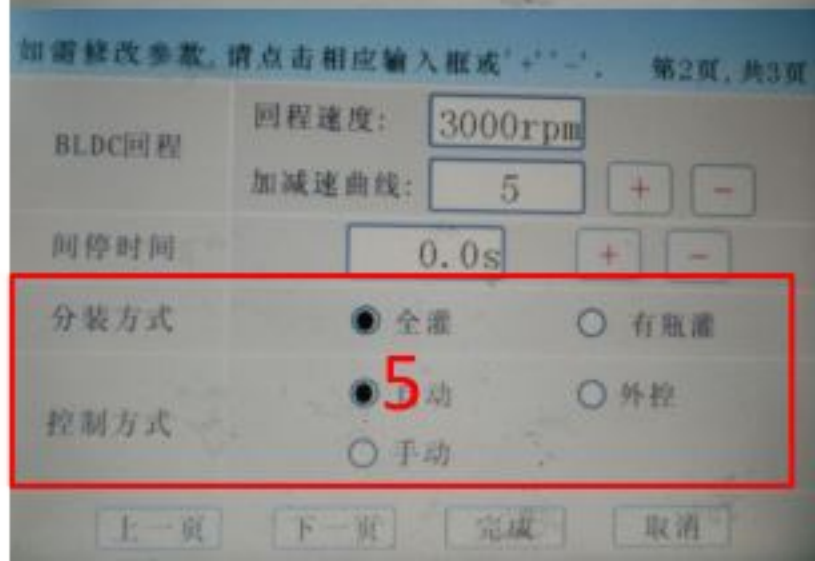 如需修改参数,请点击相应输入框或'+''-'. 第2页,共3页
BLDC回程 回程速度: 3000rpm
加减速曲线: 5 + -
间停时间 0.0s + -
分装方式 全灌 有瓶灌
5
动 外控
控制方式
手动
上一页 下一页 完成 取消